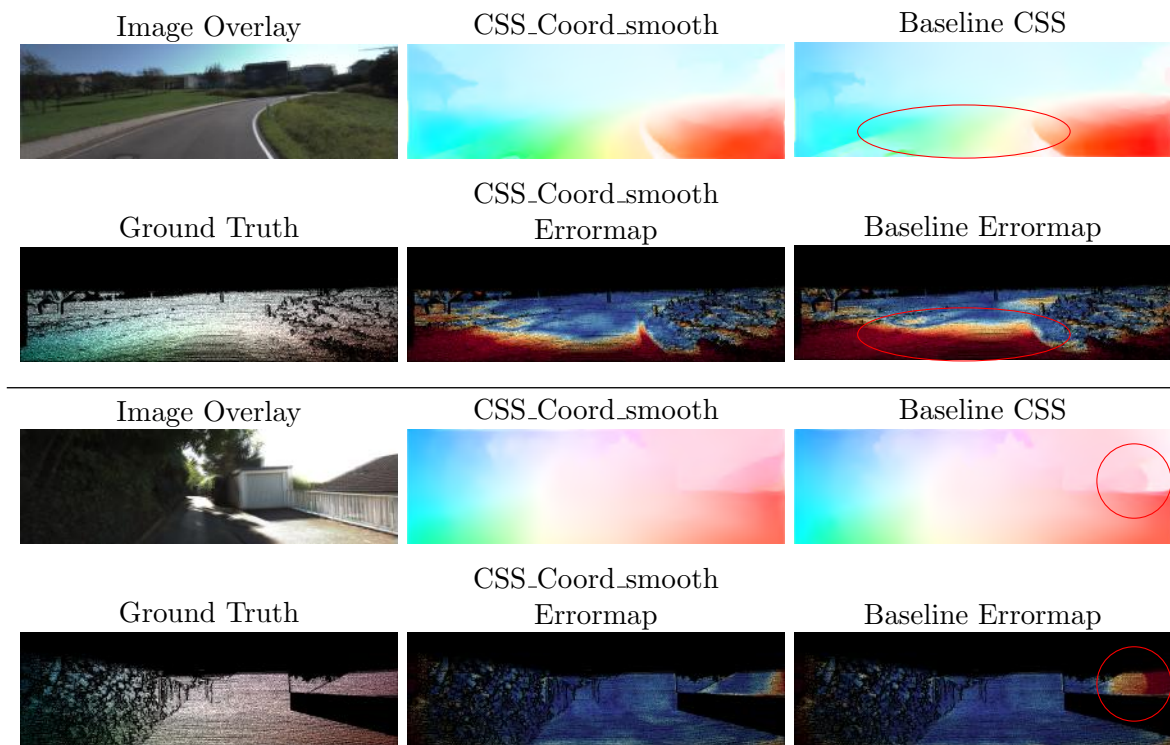 Image Overlay
CSS_Coord_smooth
Baseline CSS
Ground Truth
CSS_Coord_smooth
Errormap
Baseline Errormap
Image Overlay
CSS_Coord_smooth
Baseline CSS
Ground Truth
CSS_Coord_smooth
Errormap
Baseline Errormap